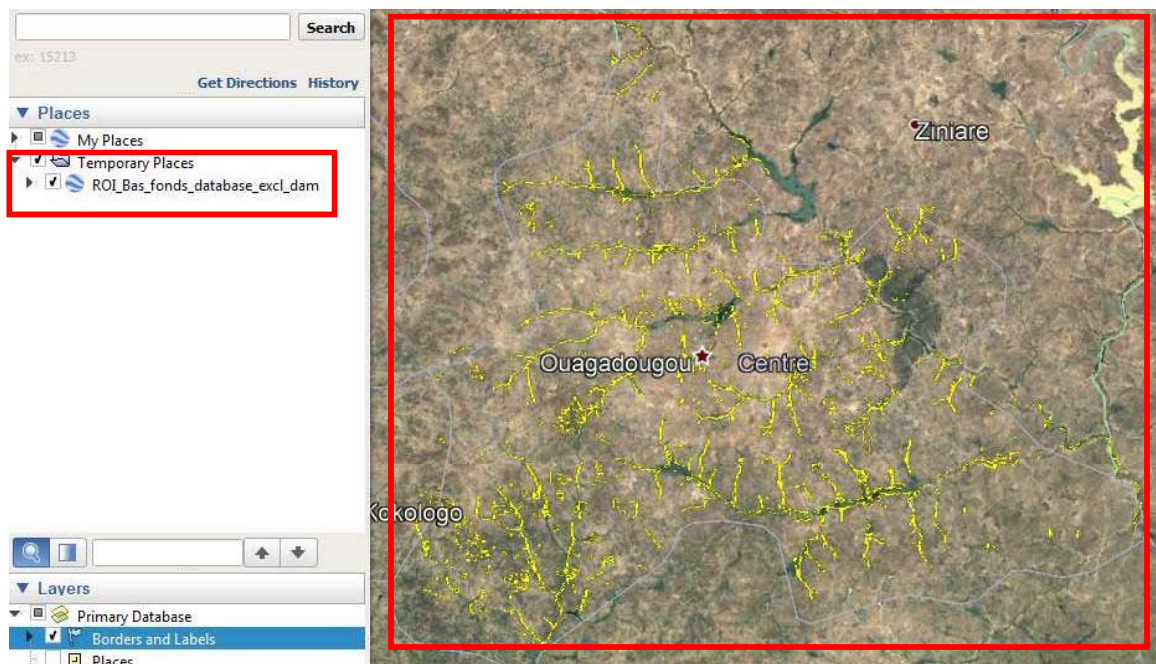 Search
ex: 15213
Get Directions History
▼ Places
My Places
Temporary Places
ROI_Bas_fonds_database_excl_dam
▼ Layers
Primary Database
Borders and Labels
Places
Ziniare
Ouagadougou
Centre
Kokologo